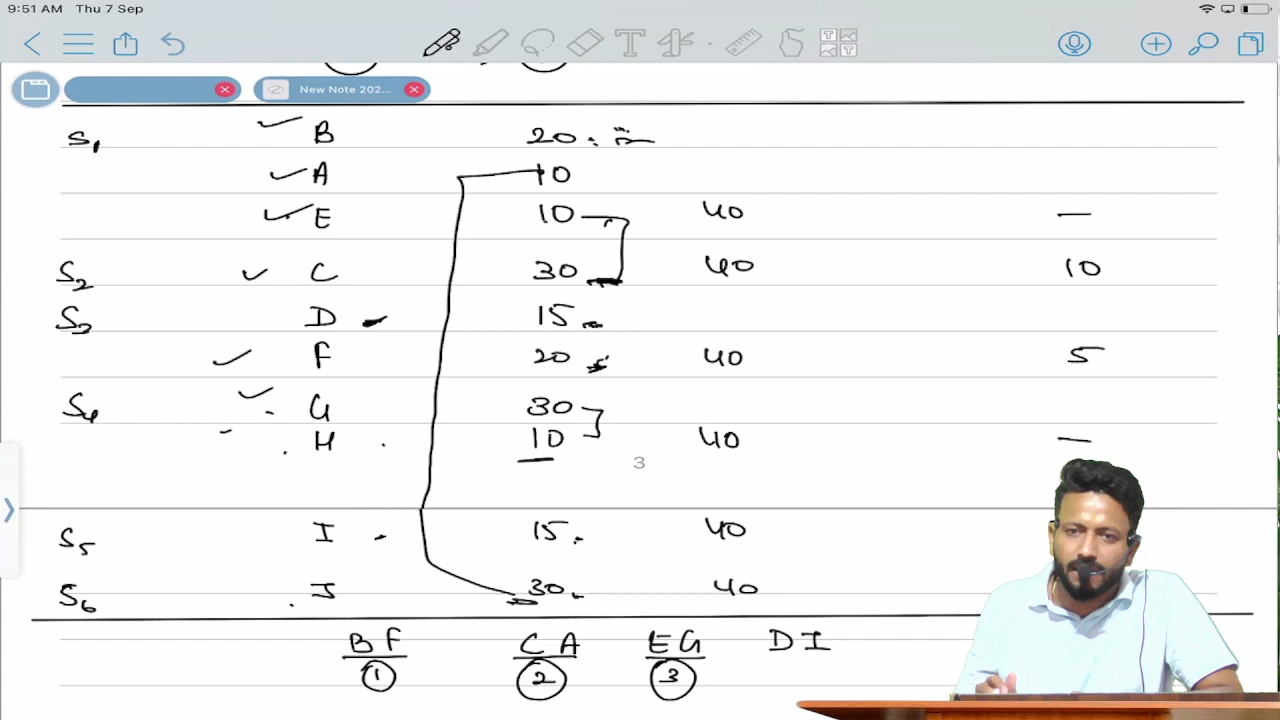 9:51 AM Thu 7 Sep
New Note 202...
S1 B 20
A 10
E 10 40 —
S2 C 30 40 10
S3 D 15
F 20 40 5
S4 G 30
H 10 40 —
3
S5 I 15 40
S6 J 30 40
BF CA EG DI
1 2 3